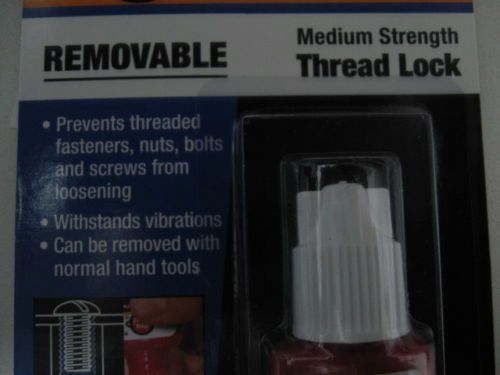 REMOVABLE
Medium Strength
Thread Lock
• Prevents threaded
fasteners, nuts, bolts
and screws from
loosening
• Withstands vibrations
• Can be removed with
normal hand tools